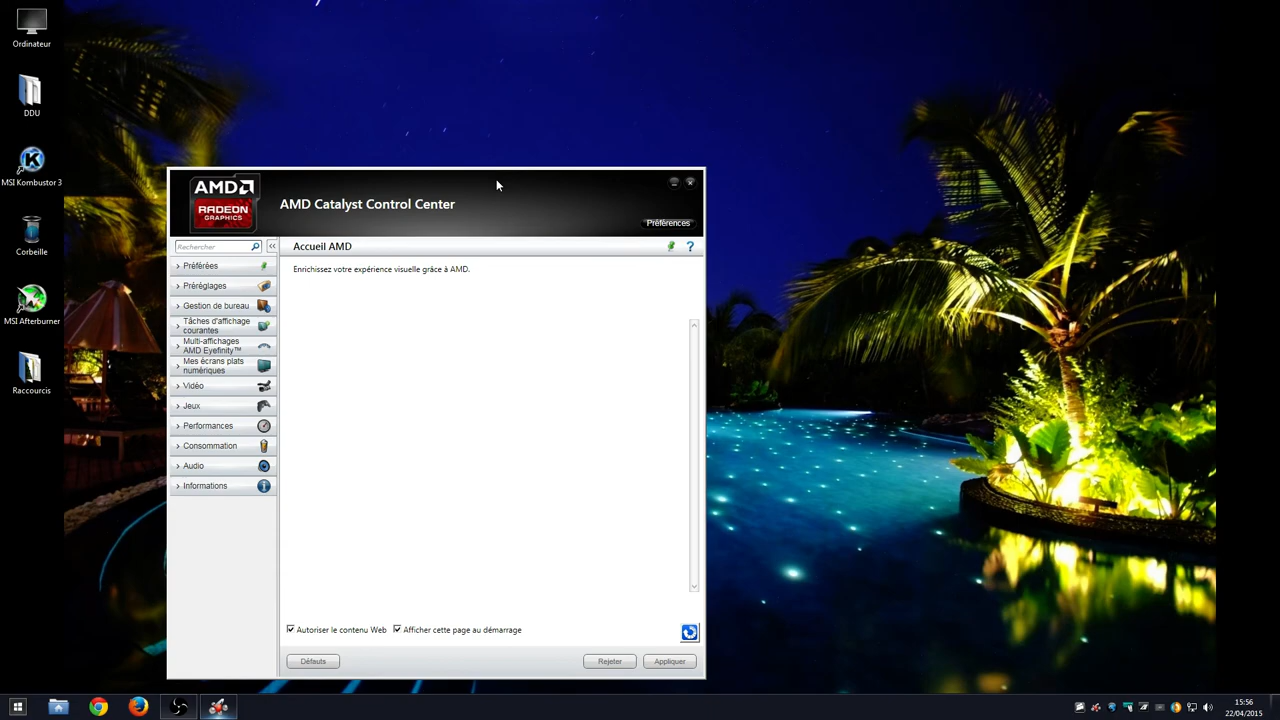 Ordinateur
DDU
MSI Kombustor 3
Corbeille
MSI Afterburner
Raccourcis
AMD
RADEON
GRAPHICS
AMD Catalyst Control Center
Préférences
Rechercher
Préférées
Préréglages
Gestion de bureau
Tâches d'affichage
courantes
Multi-affichages
AMD Eyefinity™
Mes écrans plats
numériques
Vidéo
Jeux
Performances
Consommation
Audio
Informations
Accueil AMD
Enrichissez votre expérience visuelle grâce à AMD.
Autoriser le contenu Web
Afficher cette page au démarrage
Défauts
Rejeter
Appliquer
15:56
22/04/2015